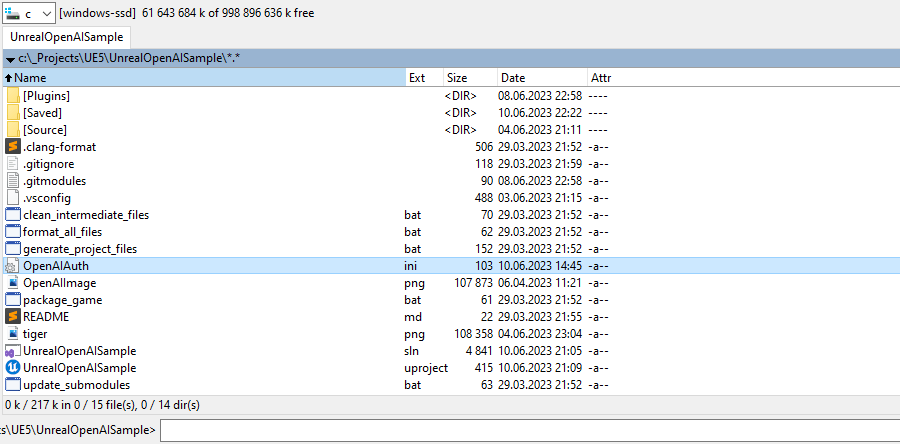 c [windows-ssd] 61 643 684 k of 998 896 636 k free
UnrealOpenAISample
c:\_Projects\UE5\UnrealOpenAISample\*.*
Name Ext Size Date Attr
[Plugins] <DIR> 08.06.2023 22:58 ----
[Saved] <DIR> 10.06.2023 22:22 ----
[Source] <DIR> 04.06.2023 21:11 ----
.clang-format 506 29.03.2023 21:52 -a--
.gitignore 118 29.03.2023 21:59 -a--
.gitmodules 90 08.06.2023 22:58 -a--
.vsconfig 488 03.06.2023 21:15 -a--
clean_intermediate_files bat 70 29.03.2023 21:52 -a--
format_all_files bat 62 29.03.2023 21:52 -a--
generate_project_files bat 152 29.03.2023 21:52 -a--
OpenAIAuth ini 103 10.06.2023 14:45 -a--
OpenAIImage png 107 873 06.04.2023 11:21 -a--
package_game bat 61 29.03.2023 21:52 -a--
README md 22 29.03.2023 21:55 -a--
tiger png 108 358 04.06.2023 23:04 -a--
UnrealOpenAISample sln 4 841 10.06.2023 21:05 -a--
UnrealOpenAISample uproject 415 10.06.2023 21:09 -a--
update_submodules bat 63 29.03.2023 21:52 -a--
0 k / 217 k in 0 / 15 file(s), 0 / 14 dir(s)
ts\UE5\UnrealOpenAISample>